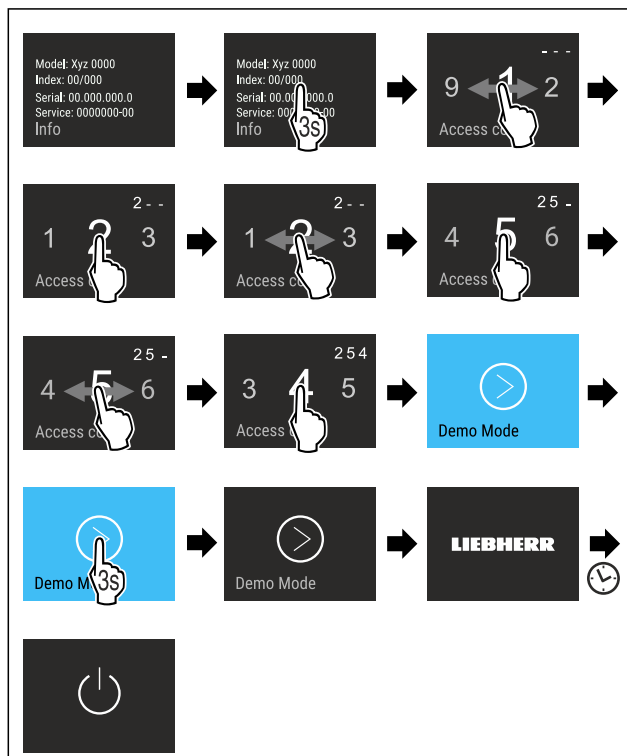 Model: Xyz 0000
Index: 00/000
Serial: 00.000.000.0
Service: 0000000-00
Info
Model: Xyz 0000
Index: 00/000
Serial: 00.000.0
Service: 00 -00
Info
3s
- - -
9 1 2
Access c
2 - -
1 2 3
Access c
2 - -
1 2 3
Access c
2 5 -
4 5 6
Access c
2 5 -
4 5 6
Access c
2 5 4
3 4 5
Access c
Demo Mode
Demo M
3s
Demo Mode
LIEBHERR